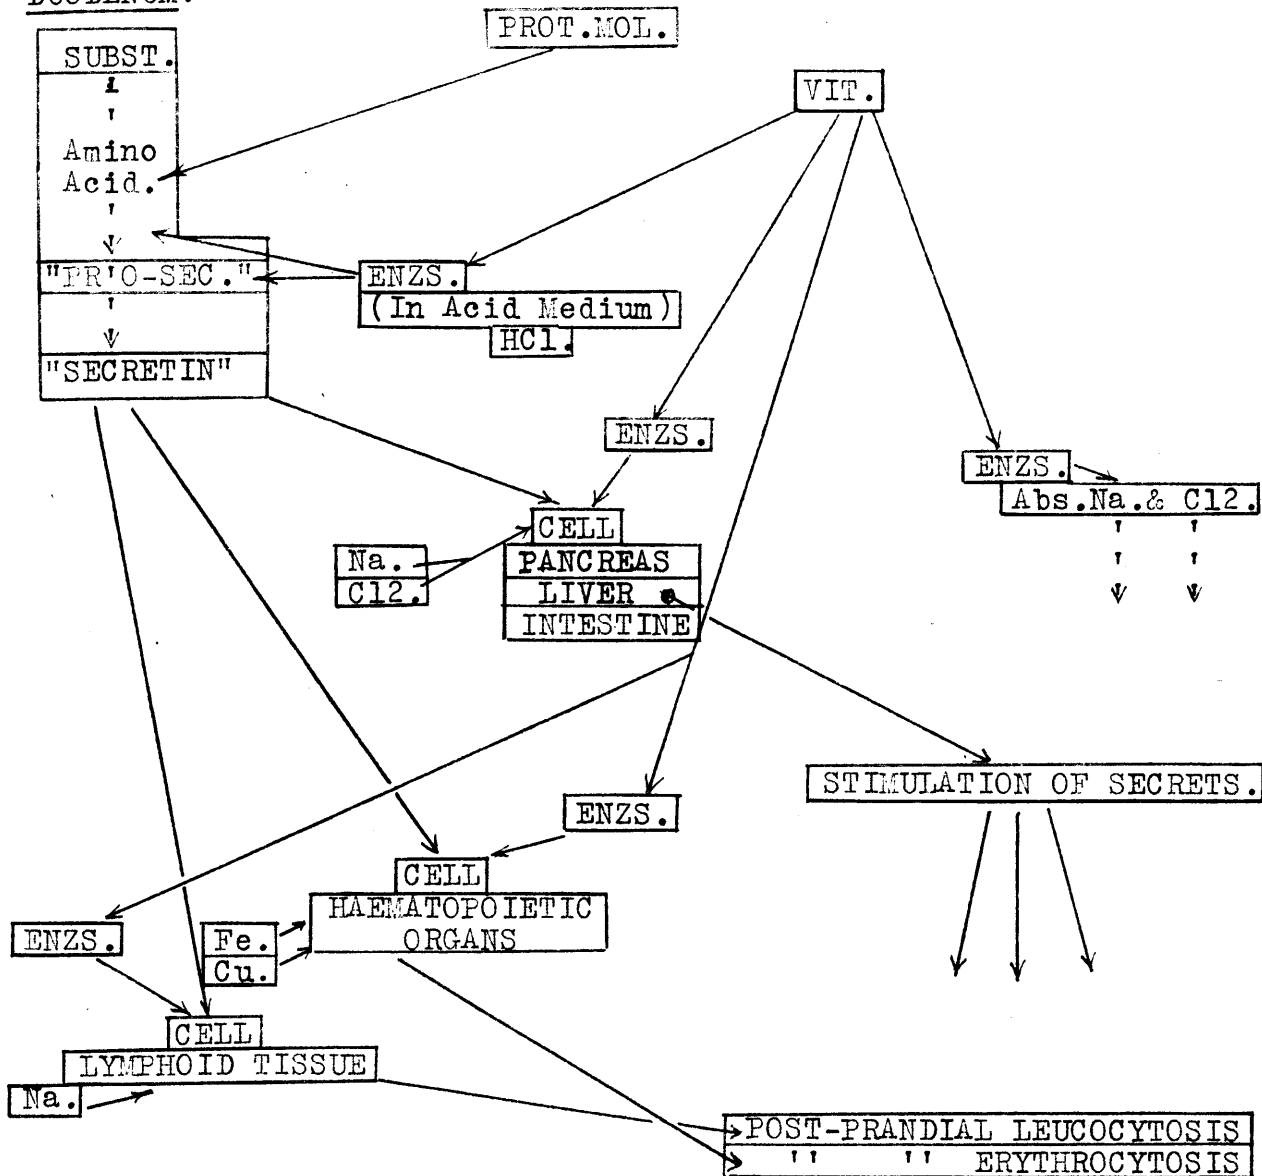 DUODENUM.
PROT.MOL.
SUBST.
VIT.
Amino
Acid.
"PRO-SEC."
ENZS.
(In Acid Medium)
HCl.
"SECRETIN"
ENZS.
ENZS.
Abs.Na.& Cl2.
CELL
Na.
PANCREAS
Cl2.
LIVER
INTESTINE
STIMULATION OF SECRETS.
ENZS.
CELL
HAEMATOPOIETIC
ORGANS
ENZS.
Fe.
Cu.
CELL
LYMPHOID TISSUE
Na.
POST-PRANDIAL LEUCOCYTOSIS
'' '' ERYTHROCYTOSIS